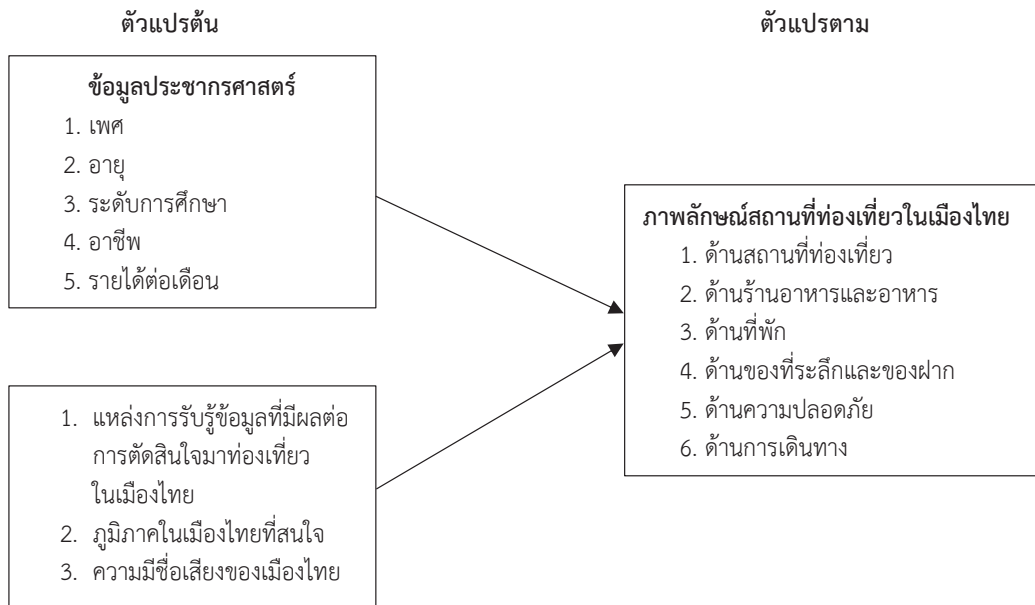 ตัวแปรต้น
ตัวแปรตาม
ข้อมูลประชากรศาสตร์
1. เพศ
2. อายุ
3. ระดับการศึกษา
4. อาชีพ
5. รายได้ต่อเดือน
1. แหล่งการรับรู้ข้อมูลที่มีผลต่อ
การตัดสินใจมาท่องเที่ยว
ในเมืองไทย
2. ภูมิภาคในเมืองไทยที่สนใจ
3. ความมีชื่อเสียงของเมืองไทย
ภาพลักษณ์สถานที่ท่องเที่ยวในเมืองไทย
1. ด้านสถานที่ท่องเที่ยว
2. ด้านร้านอาหารและอาหาร
3. ด้านที่พัก
4. ด้านของที่ระลึกและของฝาก
5. ด้านความปลอดภัย
6. ด้านการเดินทาง